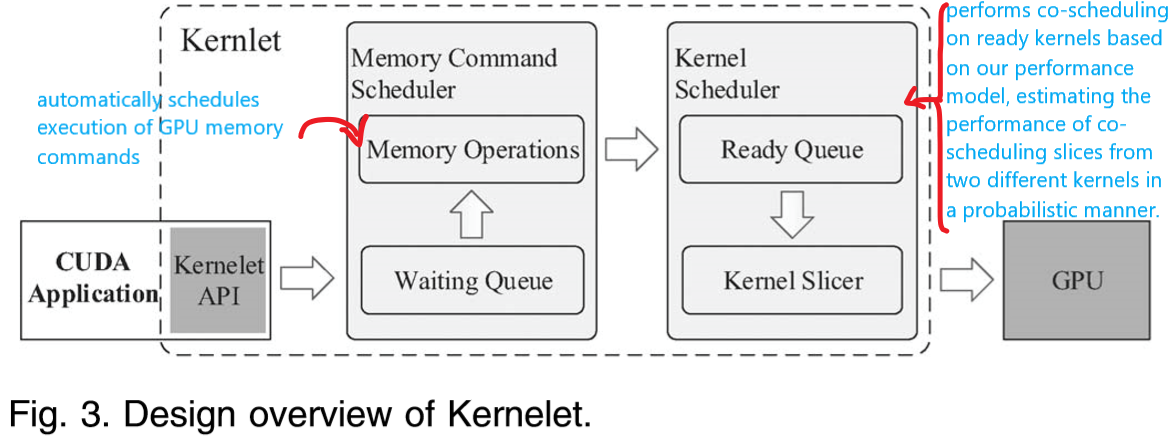 Kernlet
performs co-scheduling
on ready kernels based
on our performance
model, estimating the
performance of co-
scheduling slices from
two different kernels in
a probabilistic manner.
automatically schedules
execution of GPU memory
commands
Memory Command
Scheduler
Memory Operations
Waiting Queue
Kernel
Scheduler
Ready Queue
Kernel Slicer
CUDA
Application
Kernelet
API
GPU
Fig. 3. Design overview of Kernelet.